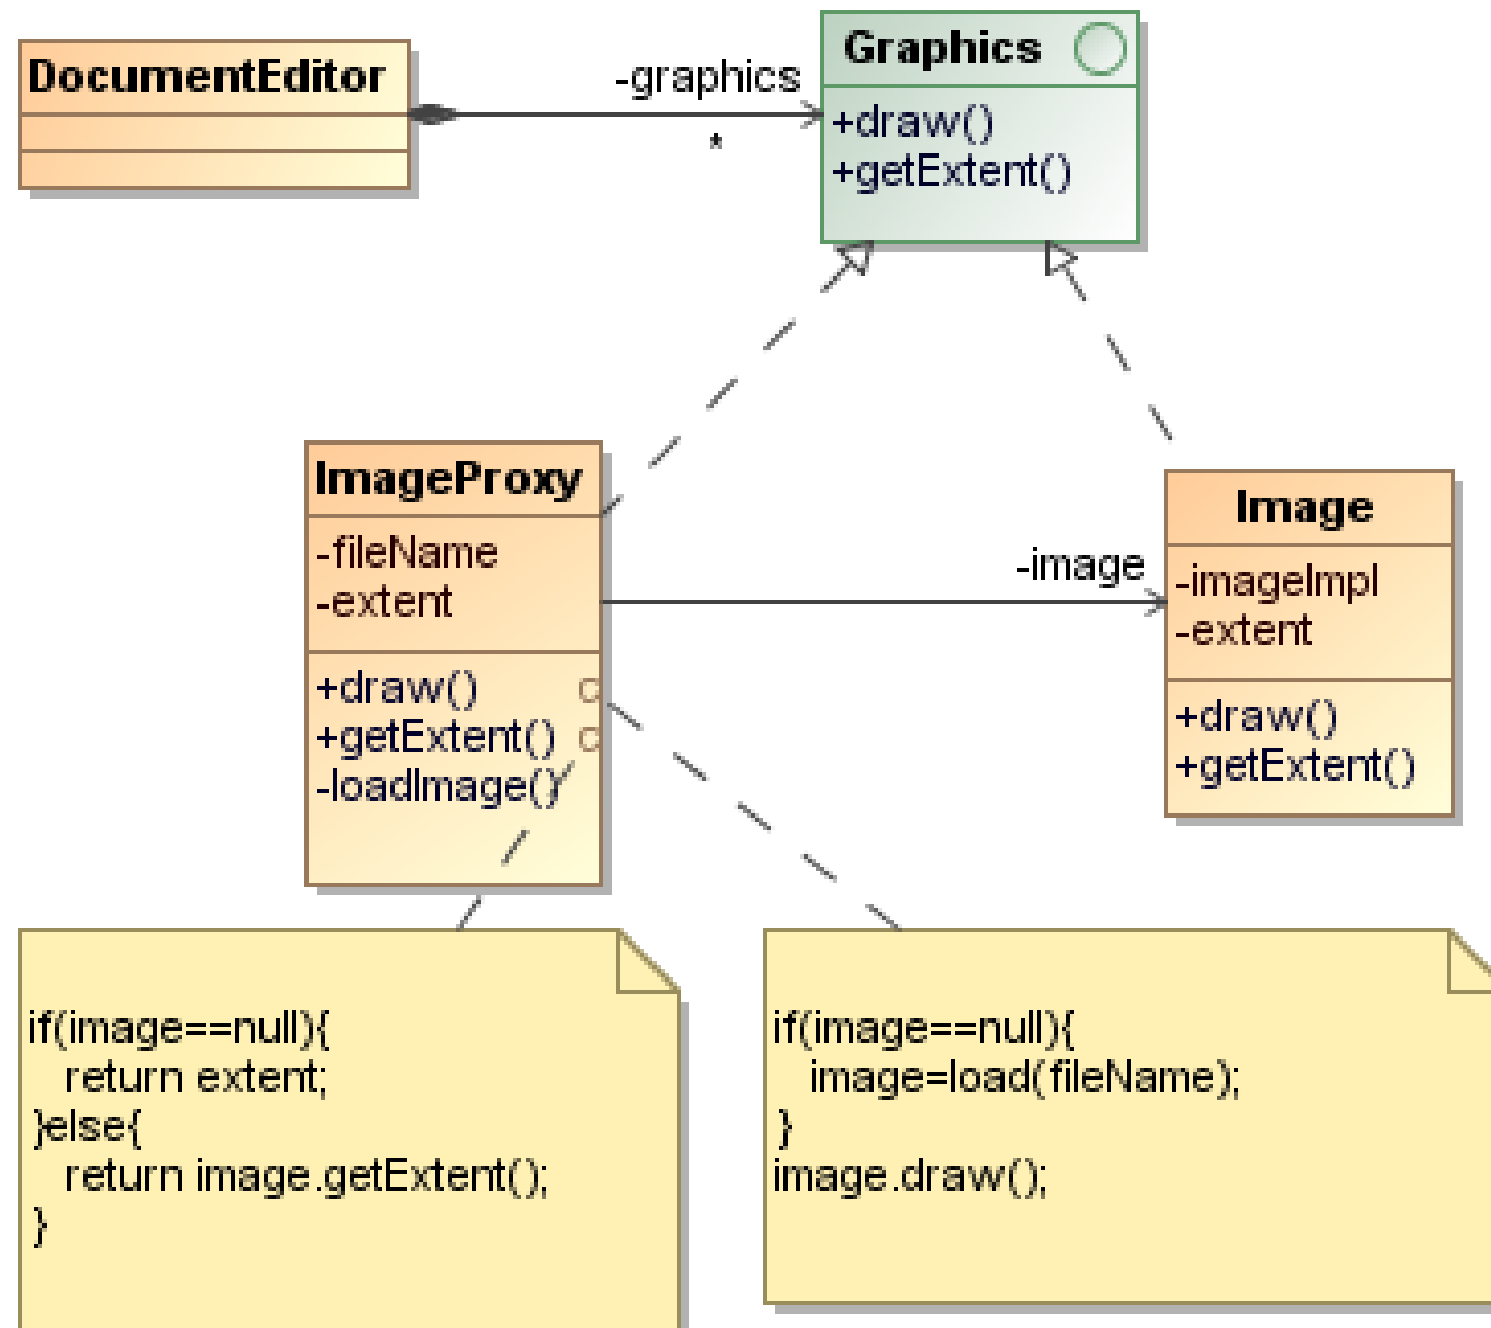 DocumentEditor
-graphics
*
Graphics
+draw()
+getExtent()
ImageProxy
-fileName
-extent
+draw()
+getExtent()
-loadImage()
-image
Image
-imageImpl
-extent
+draw()
+getExtent()
if(image==null){
return extent;
}else{
return image.getExtent();
}
if(image==null){
image=load(fileName);
}
image.draw();